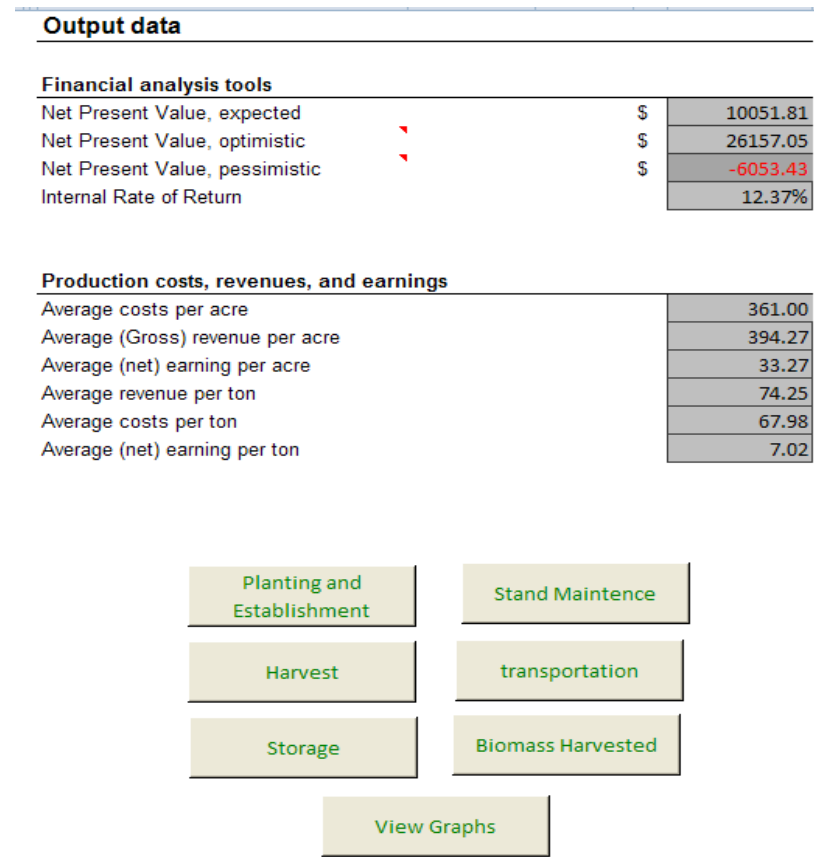 Output data
Financial analysis tools
Net Present Value, expected $ 10051.81
Net Present Value, optimistic $ 26157.05
Net Present Value, pessimistic $ -6053.43
Internal Rate of Return 12.37%
Production costs, revenues, and earnings
Average costs per acre 361.00
Average (Gross) revenue per acre 394.27
Average (net) earning per acre 33.27
Average revenue per ton 74.25
Average costs per ton 67.98
Average (net) earning per ton 7.02
Planting and
Establishment
Stand Maintence
Harvest
transportation
Storage
Biomass Harvested
View Graphs